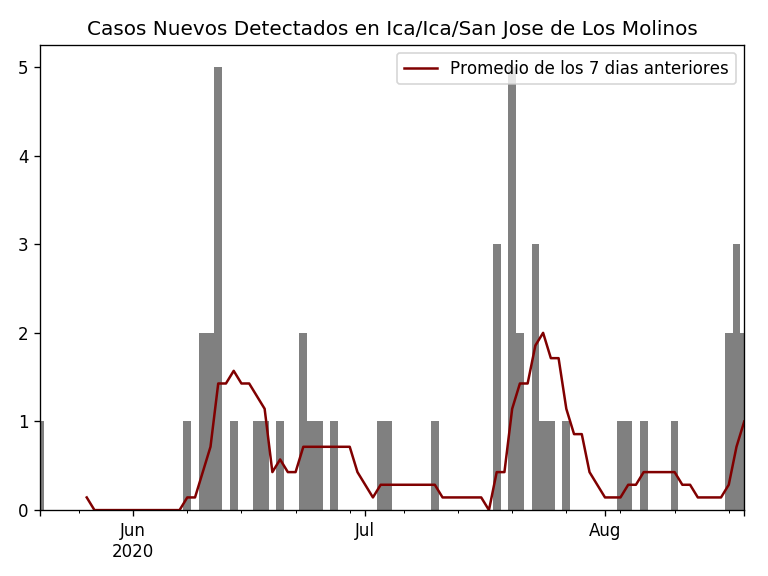 Casos Nuevos Detectados en Ica/Ica/San Jose de Los Molinos
Promedio de los 7 dias anteriores
5
4
3
2
1
0
Jun
2020
Jul
Aug